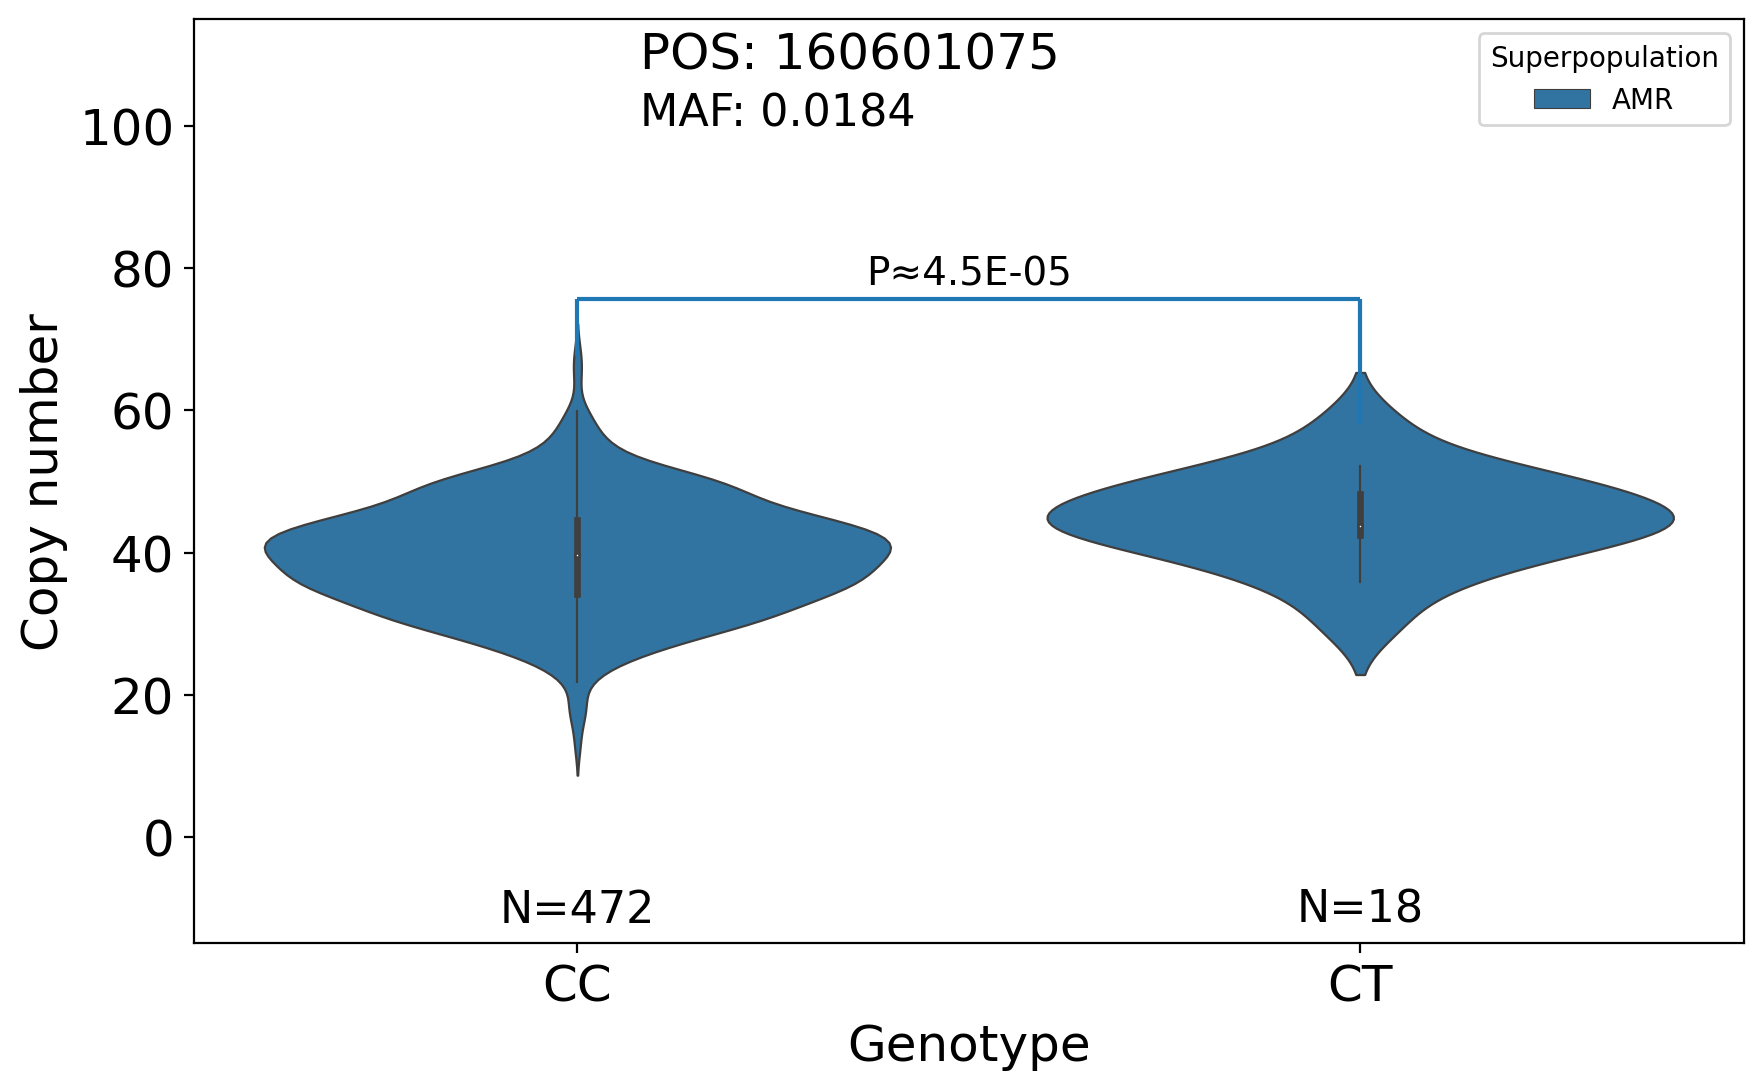 POS: 160601075
MAF: 0.0184
Superpopulation
AMR
P≈4.5E-05
Copy number
100
80
60
40
20
0
N=472
N=18
CC
CT
Genotype